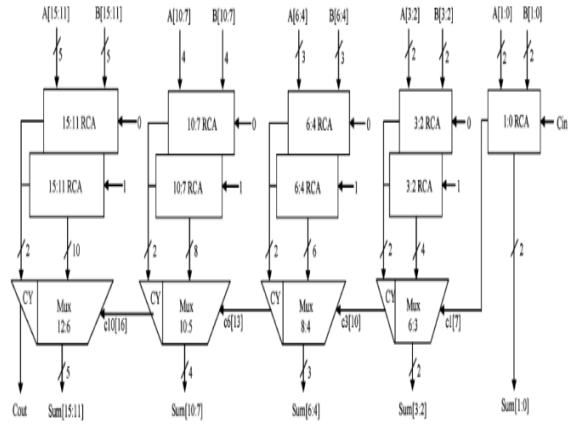 A[15:11] B[15:11] A[10:7] B[10:7] A[6:4] B[6:4] A[3:2] B[3:2] A[1:0] B[1:0]
5 5 4 4 3 3 2 2 2 2
15:11 RCA 0 10:7 RCA 0 6:4 RCA 0 3:2 RCA 0 1:0 RCA Cin
15:11 RCA 1 10:7 RCA 1 6:4 RCA 1 3:2 RCA 1
2 10 2 8 2 6 2 4 2
CY Mux 12:6 c10[16] CY Mux 10:5 c6[13] CY Mux 8:4 c3[10] CY Mux 6:3 c1[7]
5 4 3 2
Cout Sum[15:11] Sum[10:7] Sum[6:4] Sum[3:2] Sum[1:0]